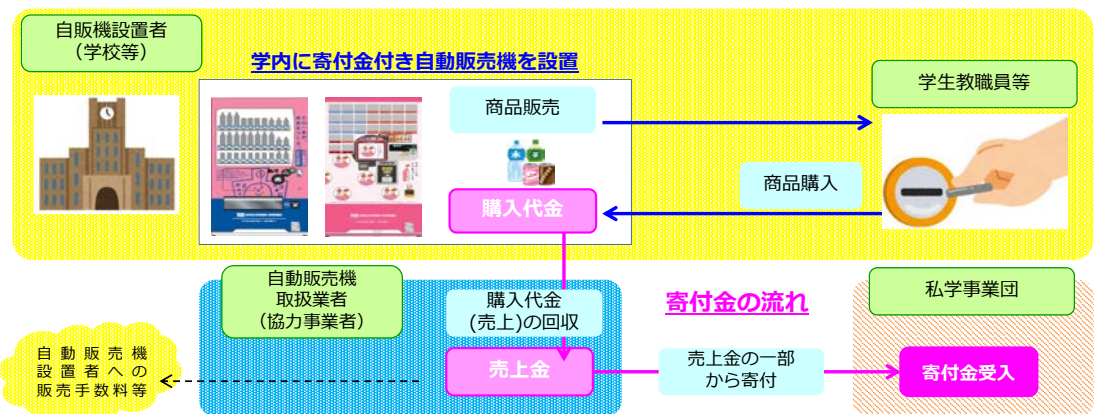 自販機設置者
（学校等）
学内に寄付金付き自動販売機を設置
学生教職員等
商品販売
商品購入
購入代金
自動販売機
取扱業者
（協力事業者）
購入代金
(売上)の回収
寄付金の流れ
私学事業団
自動販売機
設置者への
販売手数料等
売上金
売上金の一部
から寄付
寄付金受入